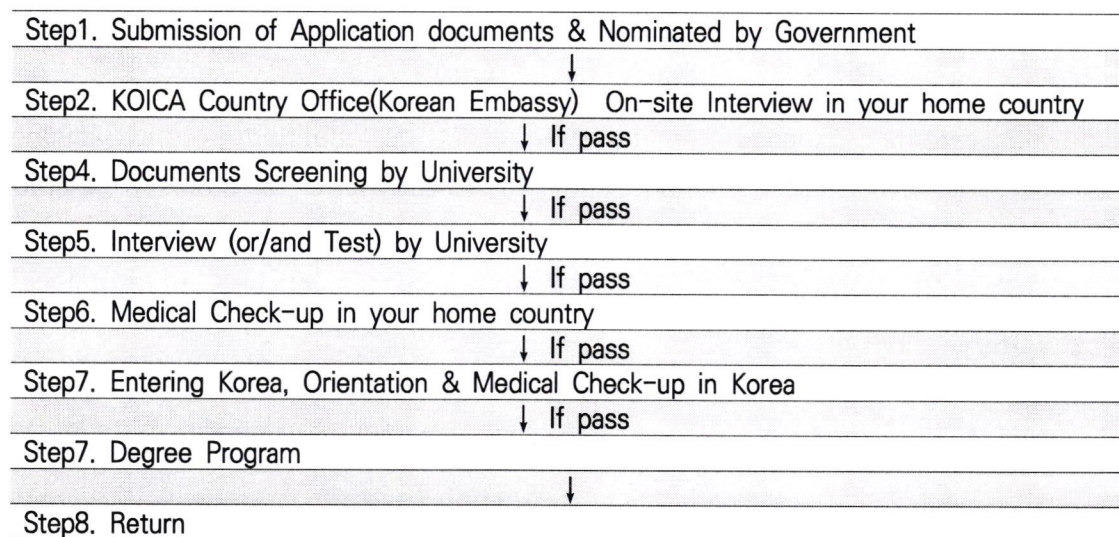 Step1. Submission of Application documents & Nominated by Government
↓
Step2. KOICA Country Office(Korean Embassy) On-site Interview in your home country
↓ If pass
Step4. Documents Screening by University
↓ If pass
Step5. Interview (or/and Test) by University
↓ If pass
Step6. Medical Check-up in your home country
↓ If pass
Step7. Entering Korea, Orientation & Medical Check-up in Korea
↓ If pass
Step7. Degree Program
↓
Step8. Return